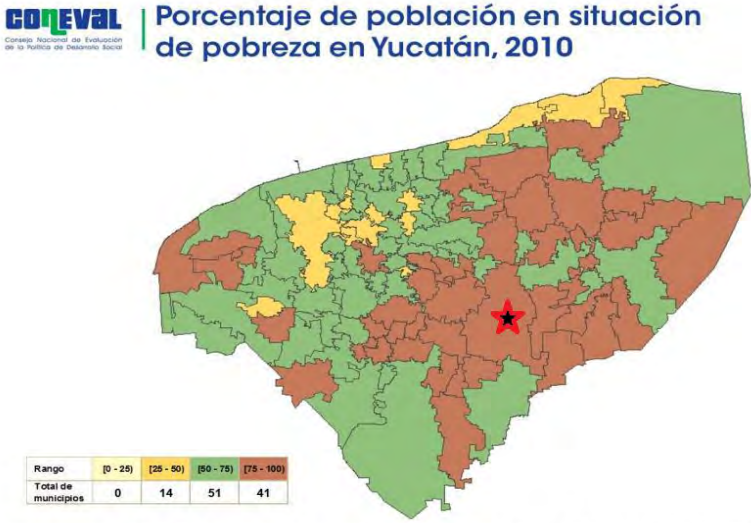 CONEVAL
Consejo Nacional de Evaluación
de la Política de Desarrollo Social
Porcentaje de población en situación
de pobreza en Yucatán, 2010
Rango [0 - 25) [25 - 50) [50 - 75) [75 - 100)
Total de
municipios 0 14 51 41